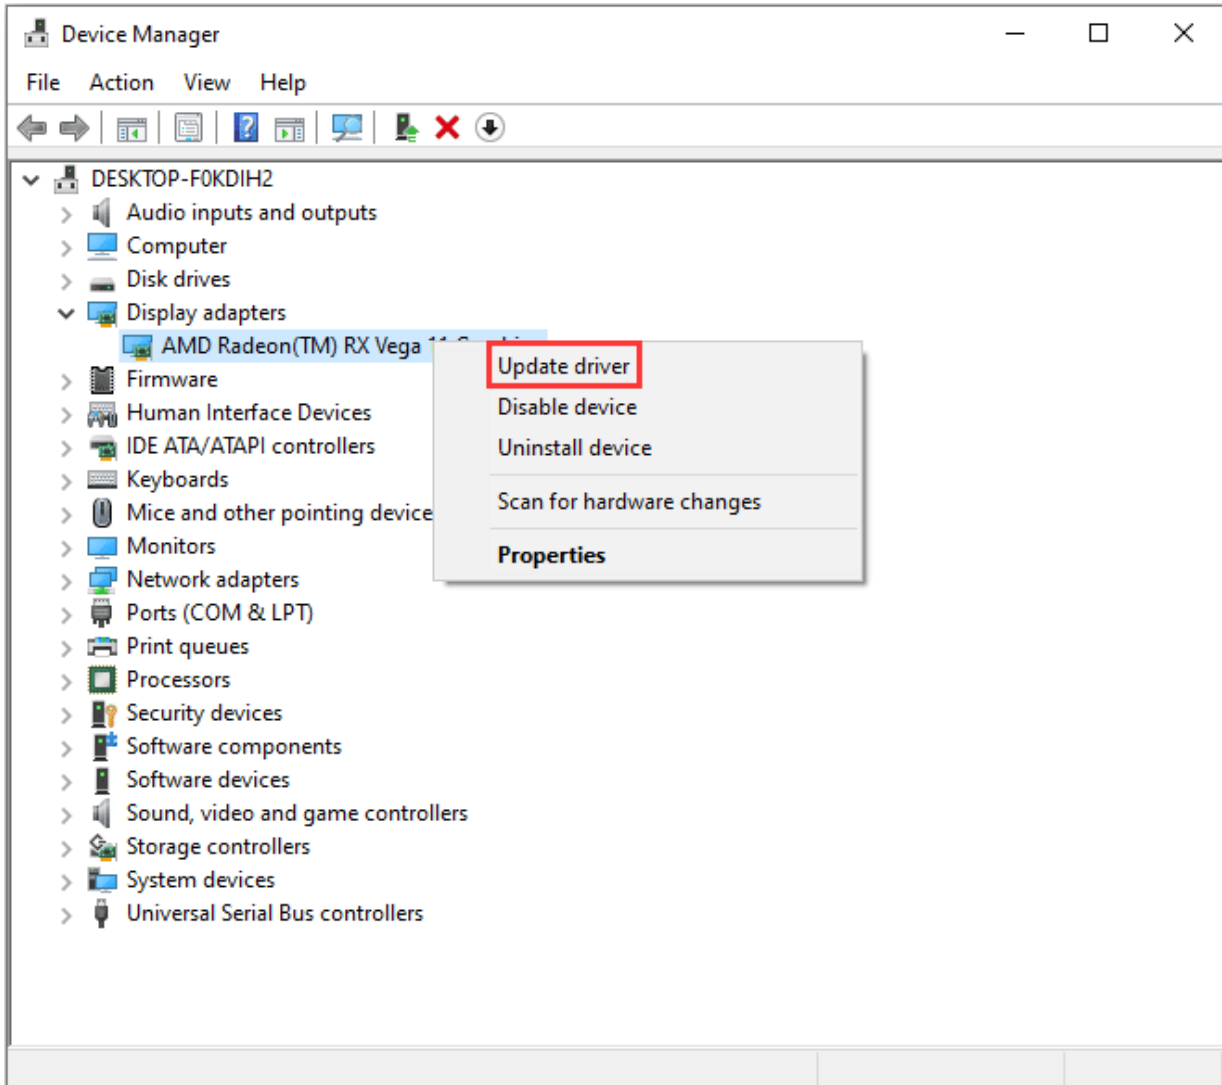 Device Manager
File Action View Help
DESKTOP-F0KDIH2
Audio inputs and outputs
Computer
Disk drives
Display adapters
AMD Radeon(TM) RX Vega
Update driver
Disable device
Uninstall device
Scan for hardware changes
Properties
Firmware
Human Interface Devices
IDE ATA/ATAPI controllers
Keyboards
Mice and other pointing device
Monitors
Network adapters
Ports (COM & LPT)
Print queues
Processors
Security devices
Software components
Software devices
Sound, video and game controllers
Storage controllers
System devices
Universal Serial Bus controllers